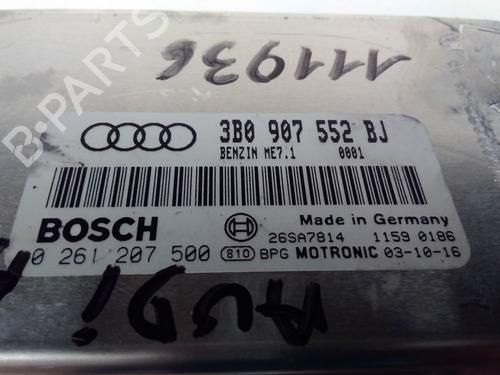 111936
B-PARTS
3B0 907 552 BJ
BENZIN ME7.1 0001
BOSCH
Made in Germany
26SA7814 1159 0186
0 261 207 500 810 BPG MOTRONIC 03-10-16
AUDI